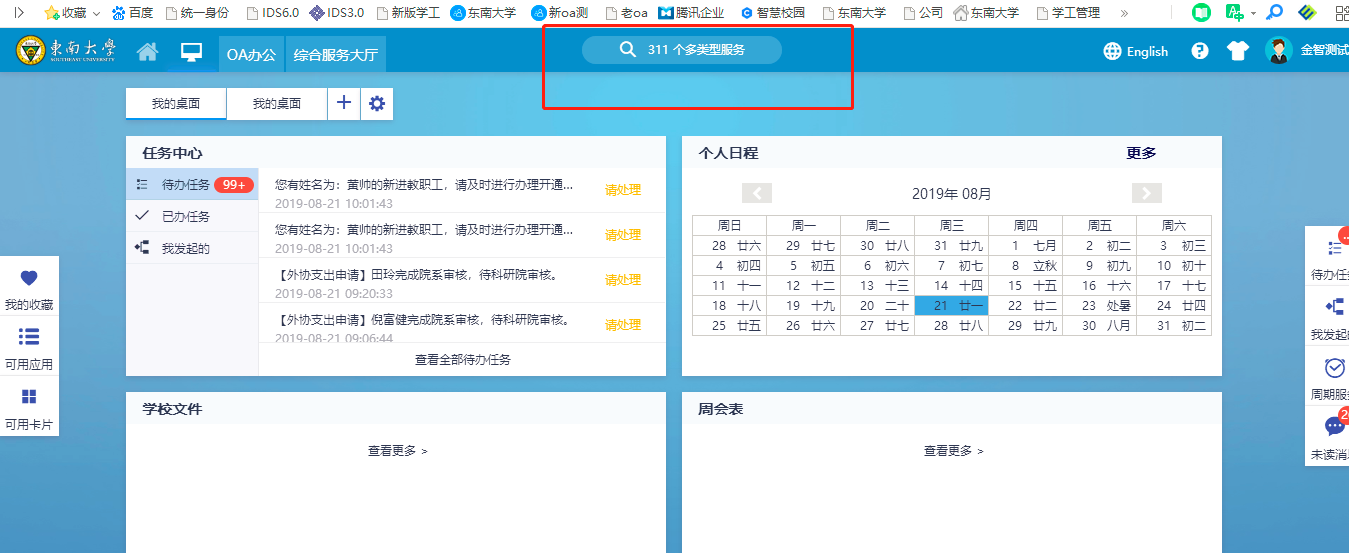 收藏 百度 统一身份 IDS6.0 IDS3.0 新版学工 东南大学 新oa测 老oa 腾讯企业 智慧校园 东南大学 公司 东南大学 学工管理 »
東南大學 SOUTHEAST UNIVERSITY OA办公 综合服务大厅 311 个多类型服务 English 金智测试
我的桌面 我的桌面
任务中心
待办任务 99+
已办任务
我发起的
您有姓名为：黄帅的新进教职工，请及时进行办理开通... 请处理
2019-08-21 10:01:43
您有姓名为：黄帅的新进教职工，请及时进行办理开通... 请处理
2019-08-21 10:01:43
【外协支出申请】田玲完成院系审核，待科研院审核。 请处理
2019-08-21 09:20:33
【外协支出申请】倪富健完成院系审核，待科研院审核。 请处理
2019-08-21 09:06:44
查看全部待办任务
个人日程 更多
2019年 08月
周日 周一 周二 周三 周四 周五 周六
28 廿六 29 廿七 30 廿八 31 廿九 1 七月 2 初二 3 初三
4 初四 5 初五 6 初六 7 初七 8 立秋 9 初九 10 初十
11 十一 12 十二 13 十三 14 十四 15 十五 16 十六 17 十七
18 十八 19 十九 20 二十 21 廿一 22 廿二 23 处暑 24 廿四
25 廿五 26 廿六 27 廿七 28 廿八 29 廿九 30 八月 31 初二
学校文件
查看更多 >
周会表
查看更多 >
我的收藏
可用应用
可用卡片
待办任
我发起
周期服
未读消